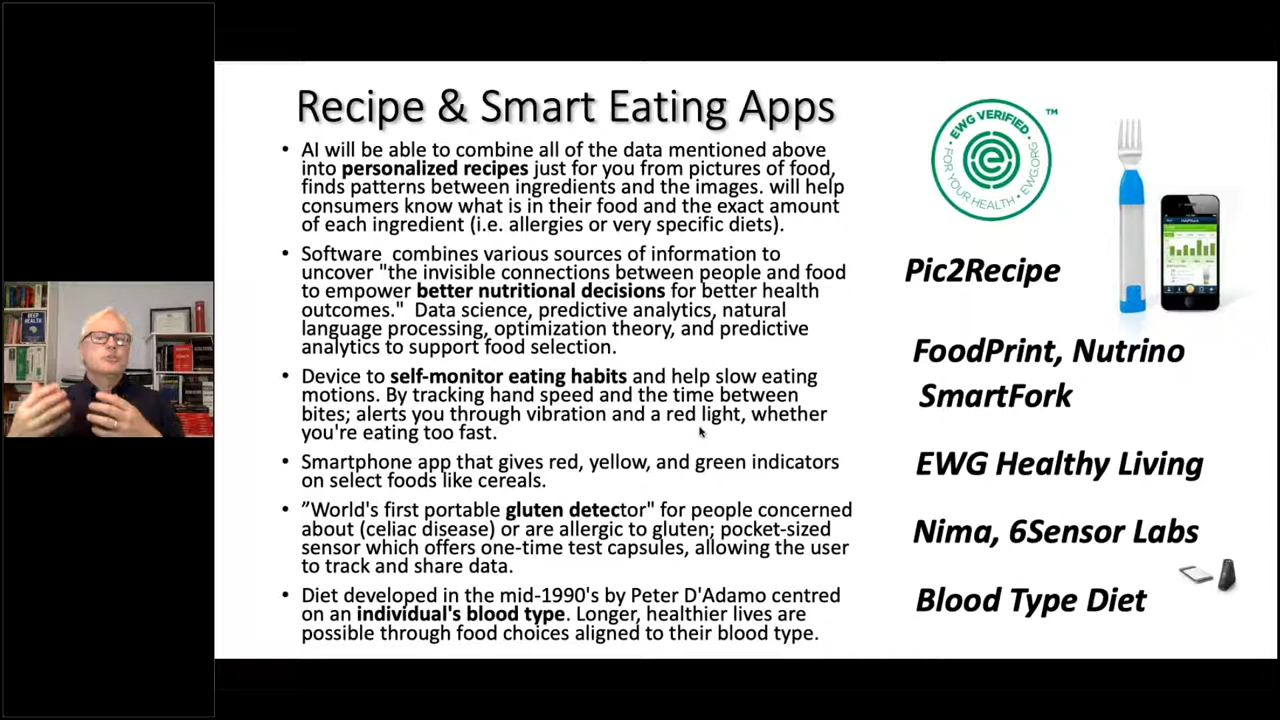 Recipe & Smart Eating Apps
• AI will be able to combine all of the data mentioned above
into personalized recipes just for you from pictures of food,
finds patterns between ingredients and the images. will help
consumers know what is in their food and the exact amount
of each ingredient (i.e. allergies or very specific diets).
• Software combines various sources of information to
uncover "the invisible connections between people and food
to empower better nutritional decisions for better health
outcomes." Data science, predictive analytics, natural
language processing, optimization theory, and predictive
analytics to support food selection.
• Device to self-monitor eating habits and help slow eating
motions. By tracking hand speed and the time between
bites; alerts you through vibration and a red light, whether
you're eating too fast.
• Smartphone app that gives red, yellow, and green indicators
on select foods like cereals.
• ”World's first portable gluten detector" for people concerned
about (celiac disease) or are allergic to gluten; pocket-sized
sensor which offers one-time test capsules, allowing the user
to track and share data.
• Diet developed in the mid-1990's by Peter D'Adamo centred
on an individual's blood type. Longer, healthier lives are
possible through food choices aligned to their blood type.
EWG VERIFIED
™
FOR YOUR HEALTH • EWG.ORG
e
Pic2Recipe
FoodPrint, Nutrino
SmartFork
EWG Healthy Living
Nima, 6Sensor Labs
Blood Type Diet
DEEP
HEALTH